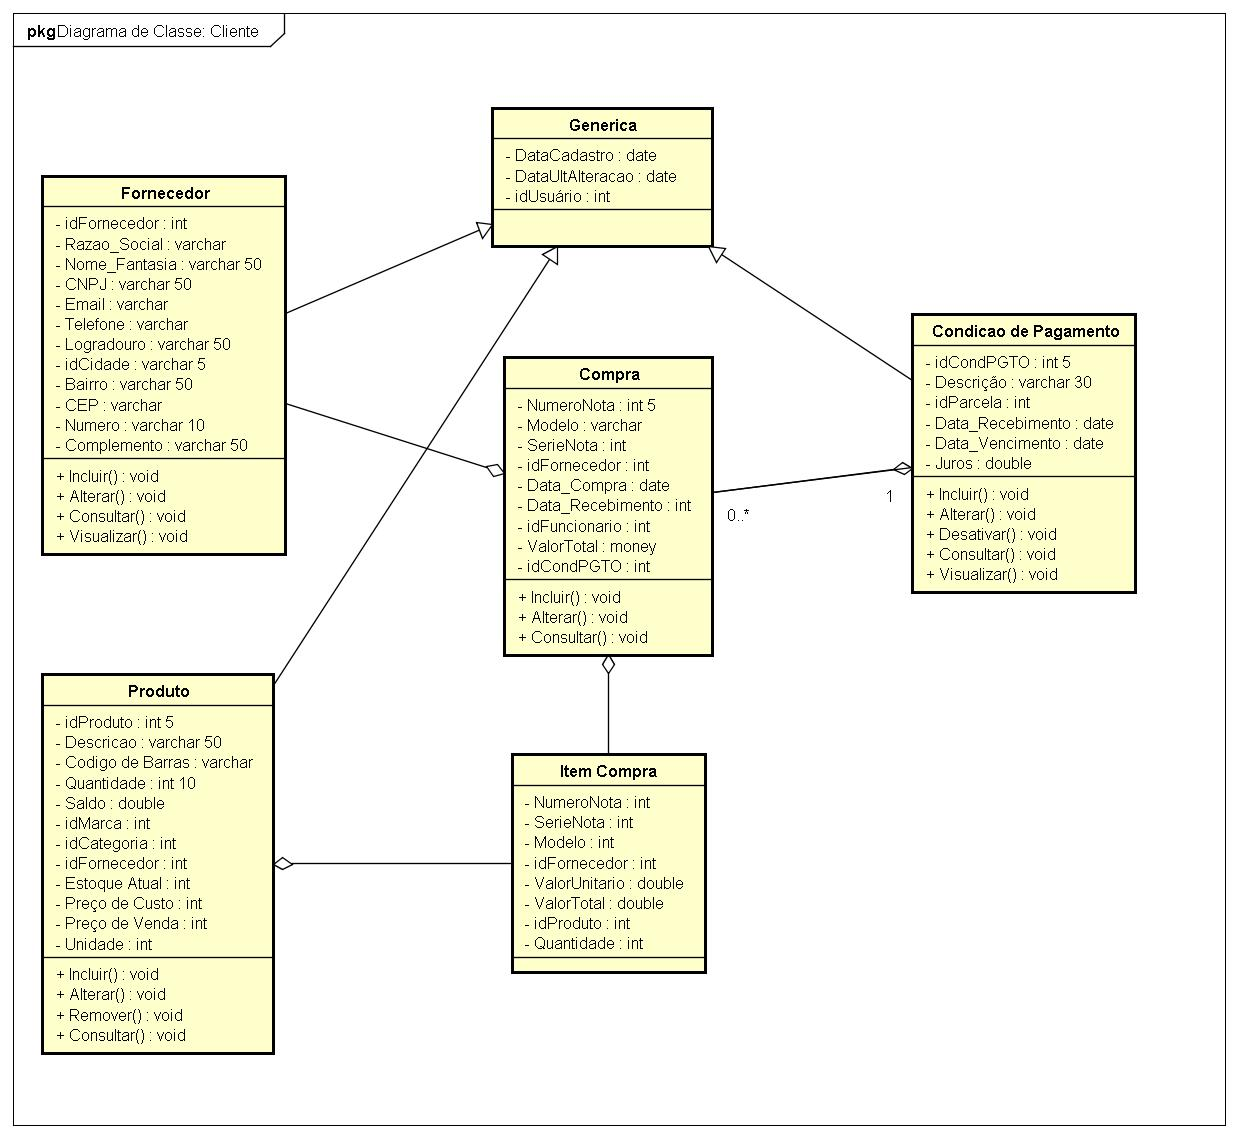 pkg Diagrama de Classe: Cliente
Generica
- DataCadastro : date
- DataUltAlteracao : date
- idUsuário : int
Fornecedor
- idFornecedor : int
- Razao_Social : varchar
- Nome_Fantasia : varchar 50
- CNPJ : varchar 50
- Email : varchar
- Telefone : varchar
- Logradouro : varchar 50
- idCidade : varchar 5
- Bairro : varchar 50
- CEP : varchar
- Numero : varchar 10
- Complemento : varchar 50
+ Incluir() : void
+ Alterar() : void
+ Consultar() : void
+ Visualizar() : void
Condicao de Pagamento
- idCondPGTO : int 5
- Descrição : varchar 30
- idParcela : int
- Data_Recebimento : date
- Data_Vencimento : date
- Juros : double
+ Incluir() : void
+ Alterar() : void
+ Desativar() : void
+ Consultar() : void
+ Visualizar() : void
Compra
- NumeroNota : int 5
- Modelo : varchar
- SerieNota : int
- idFornecedor : int
- Data_Compra : date
- Data_Recebimento : int
- idFuncionario : int
- ValorTotal : money
- idCondPGTO : int
+ Incluir() : void
+ Alterar() : void
+ Consultar() : void
0..*
1
Produto
- idProduto : int 5
- Descricao : varchar 50
- Codigo de Barras : varchar
- Quantidade : int 10
- Saldo : double
- idMarca : int
- idCategoria : int
- idFornecedor : int
- Estoque Atual : int
- Preço de Custo : int
- Preço de Venda : int
- Unidade : int
+ Incluir() : void
+ Alterar() : void
+ Remover() : void
+ Consultar() : void
Item Compra
- NumeroNota : int
- SerieNota : int
- Modelo : int
- idFornecedor : int
- ValorUnitario : double
- ValorTotal : double
- idProduto : int
- Quantidade : int